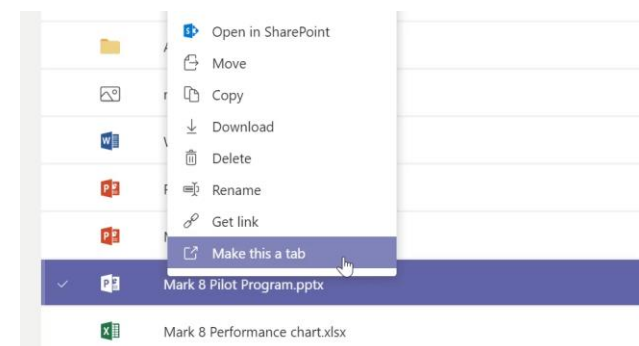 Open in SharePoint
Move
Copy
Download
Delete
Rename
Get link
Make this a tab
Mark 8 Pilot Program.pptx
Mark 8 Performance chart.xlsx